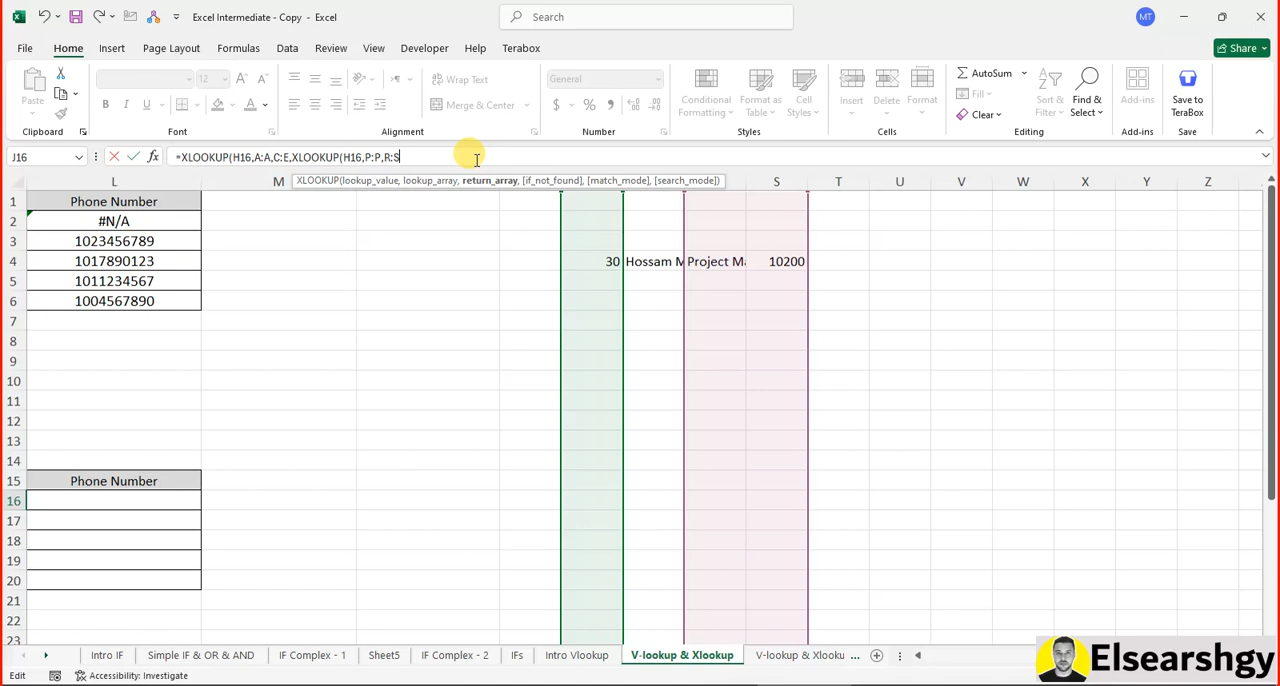 Excel Intermediate - Copy - Excel
Search
MT
File Home Insert Page Layout Formulas Data Review View Developer Help Terabox Share
Paste
B I U
12
Wrap Text
Merge & Center
General
$ % 9
Conditional Formatting
Format as Table
Cell Styles
Insert Delete Format
AutoSum
Fill
Clear
Sort & Filter
Find & Select
Add-ins
Save to TeraBox
Clipboard Font Alignment Number Styles Cells Editing Add-ins Save
J16 fx =XLOOKUP(H16,A:A,C:E,XLOOKUP(H16,P:P,R:S
XLOOKUP(lookup_value, lookup_array, return_array, [if_not_found], [match_mode], [search_mode])
L M S T U V W X Y Z
1 Phone Number
2 #N/A
3 1023456789
4 1017890123 30 Hossam M Project Ma 10200
5 1011234567
6 1004567890
7
8
9
10
11
12
13
14
15 Phone Number
16
17
18
19
20
21
22
23
Intro IF Simple IF & OR & AND IF Complex - 1 Sheet5 IF Complex - 2 IFs Intro Vlookup V-lookup & Xlookup V-lookup & Xlooku ...
Edit Accessibility: Investigate
Elsearshgy